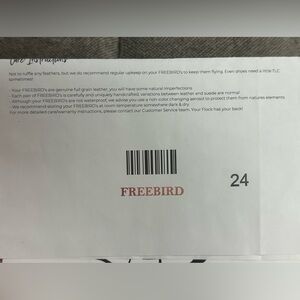 Care Instructions
Not to ruffle any feathers, but we do recommend regular upkeep on your FREEBIRD's to keep them flying. Even shoes need a little TLC
sometimes!
- Your FREEBIRDs are genuine full grain leather, you will have some natural imperfections
- Each pair of FREEBIRD's is carefully and uniquely handcrafted, variations between leather and suede are normal
- Although your FREEBIRD's are not waterproof, we advise you use a non color changing aerosol to protect them from natures elements
- We recommend storing your FREEBIRD's at room temperature somewhere dark & dry
For more detailed care/warranty instructions, please contact our Customer Service team. Your Flock has your back!
FREEBIRD
24